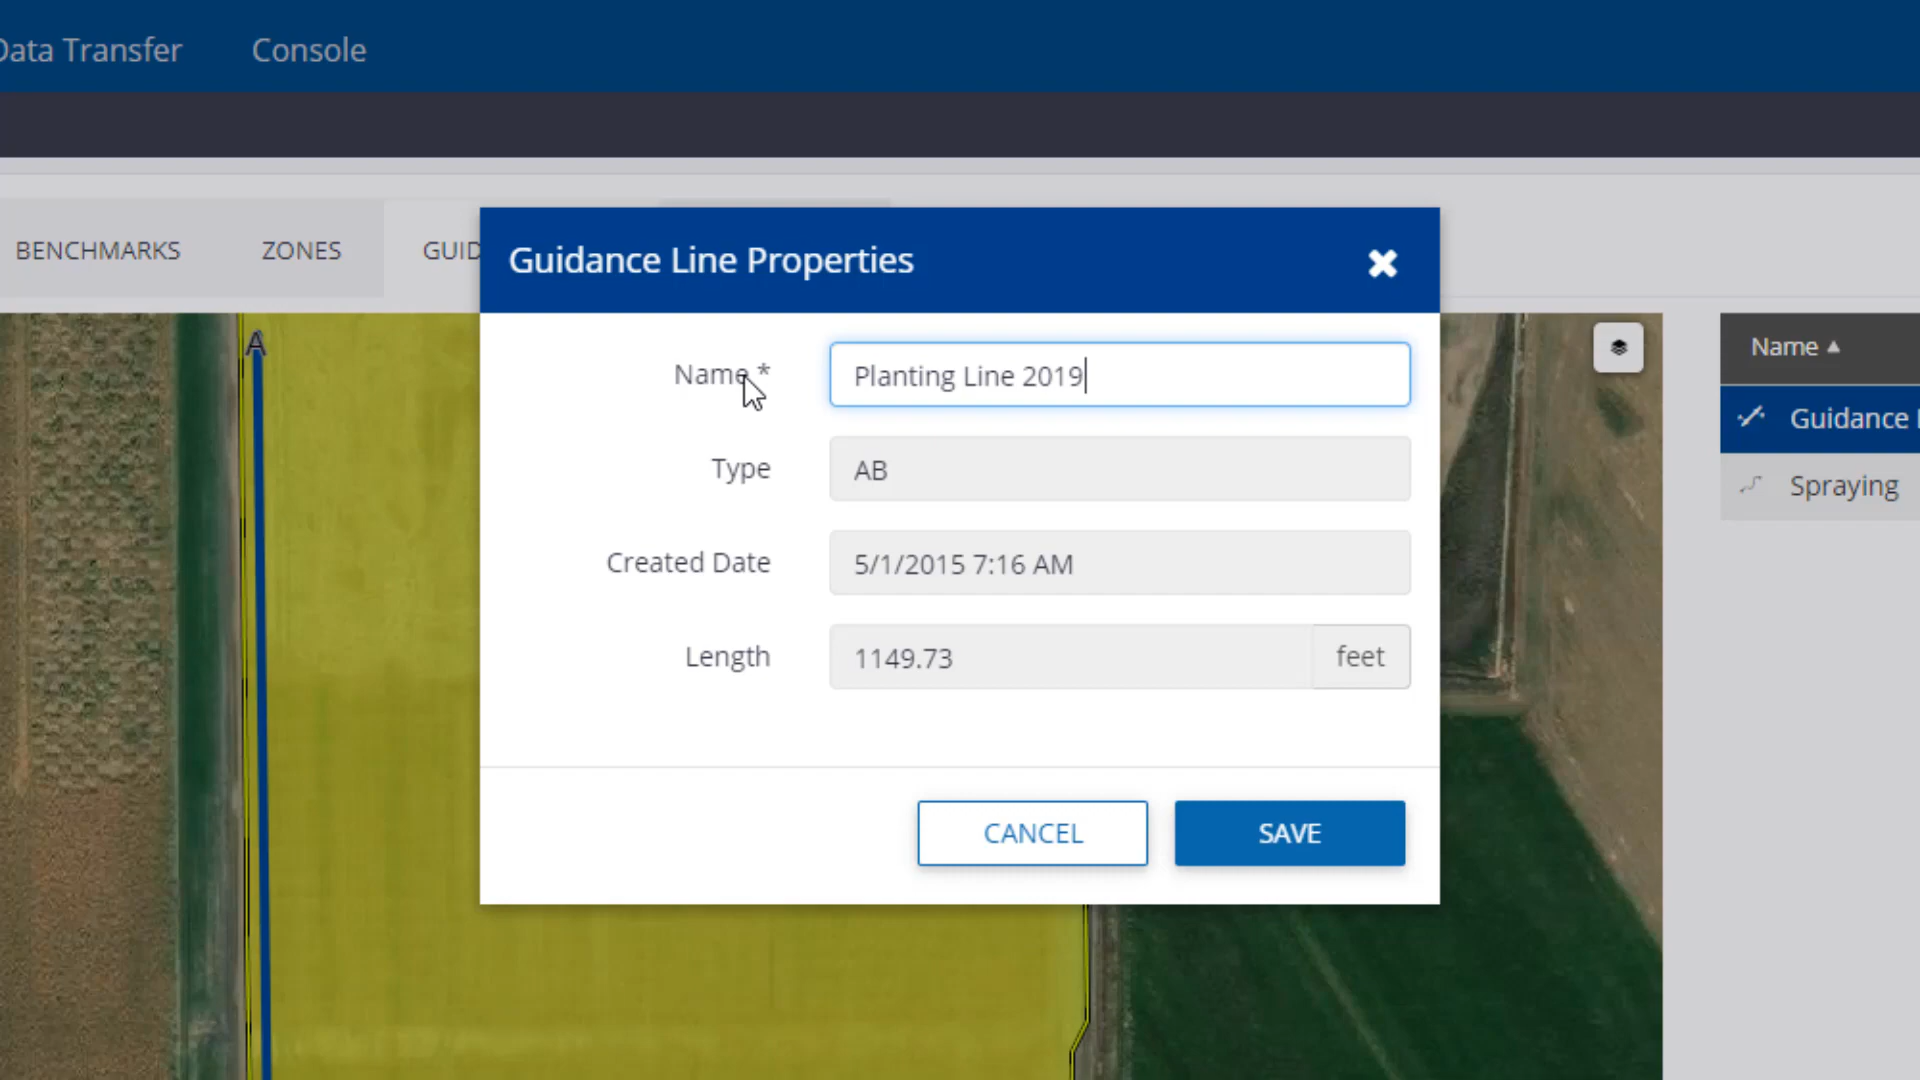 Data Transfer Console
BENCHMARKS ZONES GUID
Guidance Line Properties
A
Name *
Planting Line 2019
Name
Type
AB
Guidance
Spraying
Created Date
5/1/2015 7:16 AM
Length
1149.73 feet
CANCEL SAVE